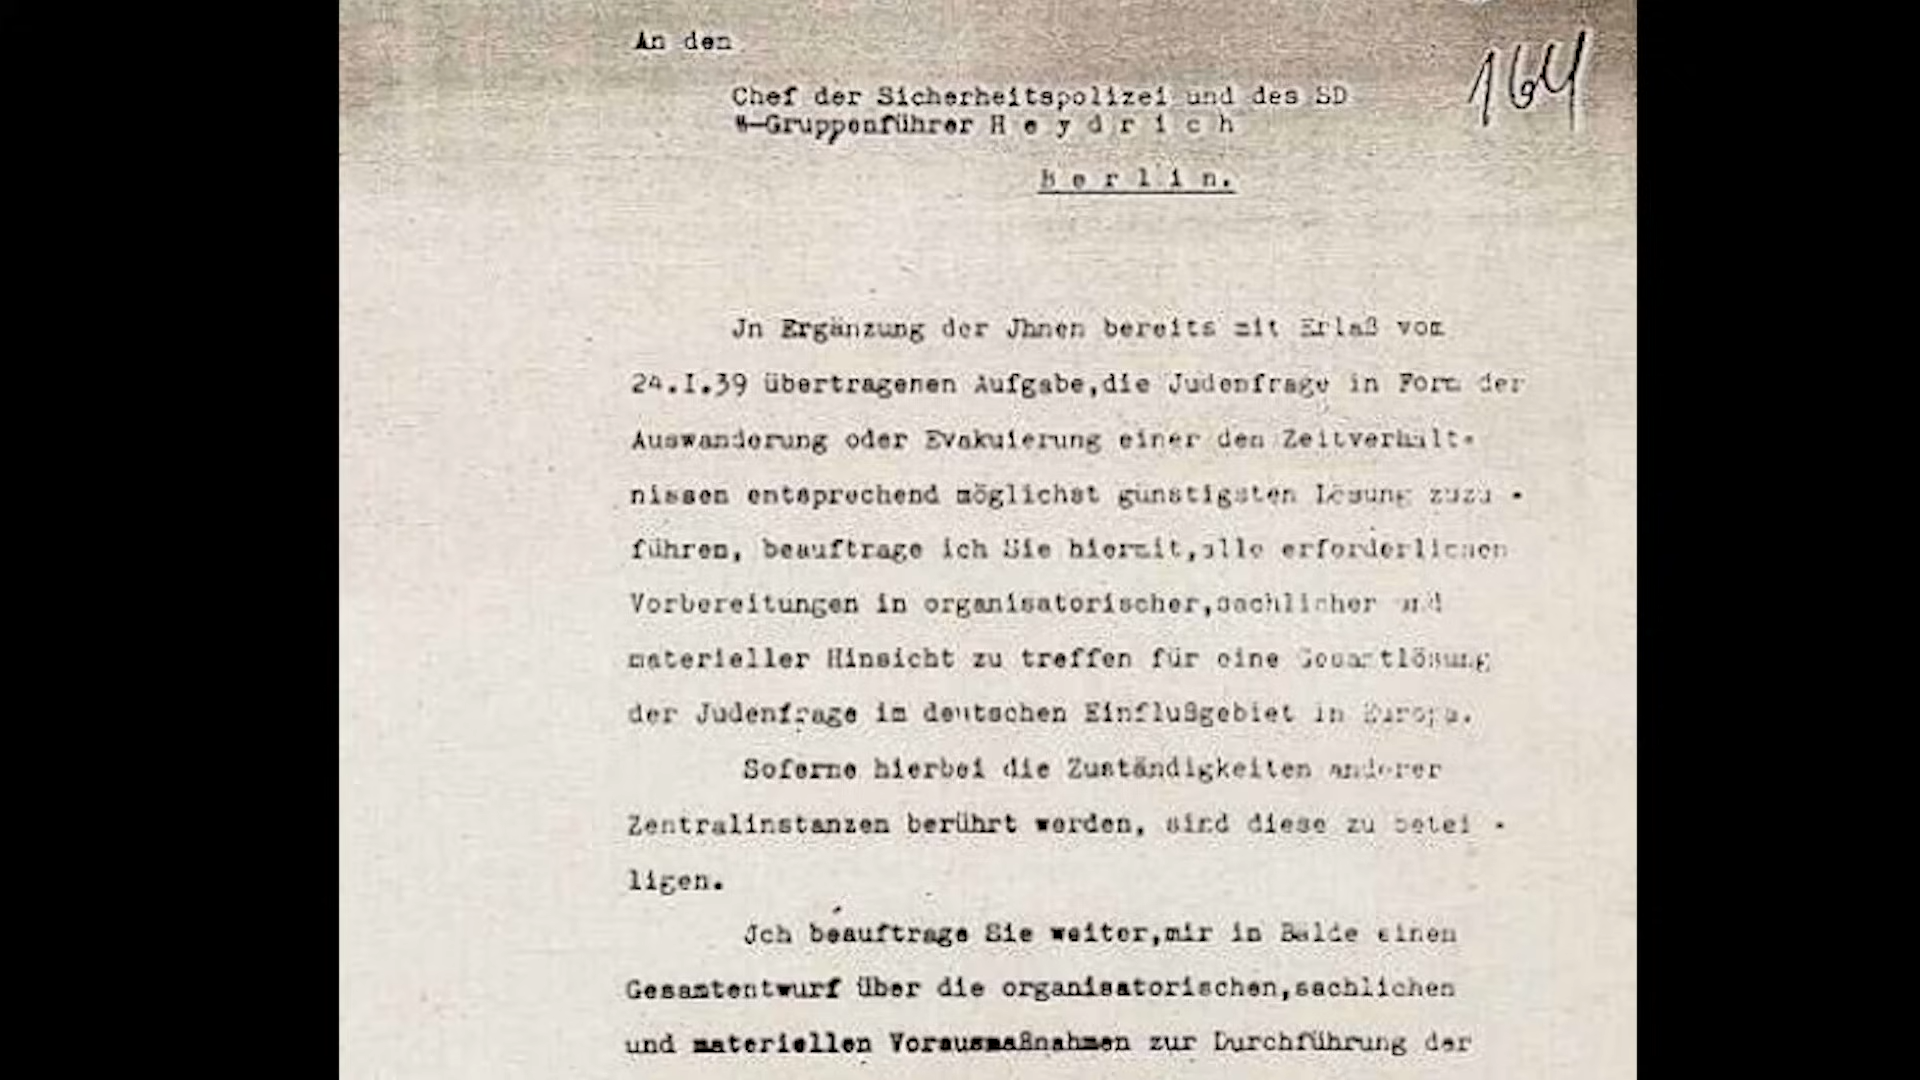 An den
164
Chef der Sicherheitspolizei und des SD
SS-Gruppenführer H e y d r i c h
B e r l i n.
Jn Ergänzung der Jhnen bereits mit Erlaß vom
24.I.39 übertragenen Aufgabe,die Judenfrage in Form der
Auswanderung oder Evakuierung einer den Zeitverhält-
nissen entsprechend möglichst günstigsten Lösung zuzu -
führen, beauftrage ich Sie hiermit,alle erforderlichen
Vorbereitungen in organisatorischer,sachlicher und
materieller Hinsicht zu treffen für eine Gesamtlösung
der Judenfrage im deutschen Einflußgebiet in Europa.
Soferne hierbei die Zuständigkeiten anderer
Zentralinstanzen berührt werden, sind diese zu betei -
ligen.
Jch beauftrage Sie weiter,mir in Bälde einen
Gesamtentwurf über die organisatorischen,sachlichen
und materiellen Vorausmaßnahmen zur Durchführung der